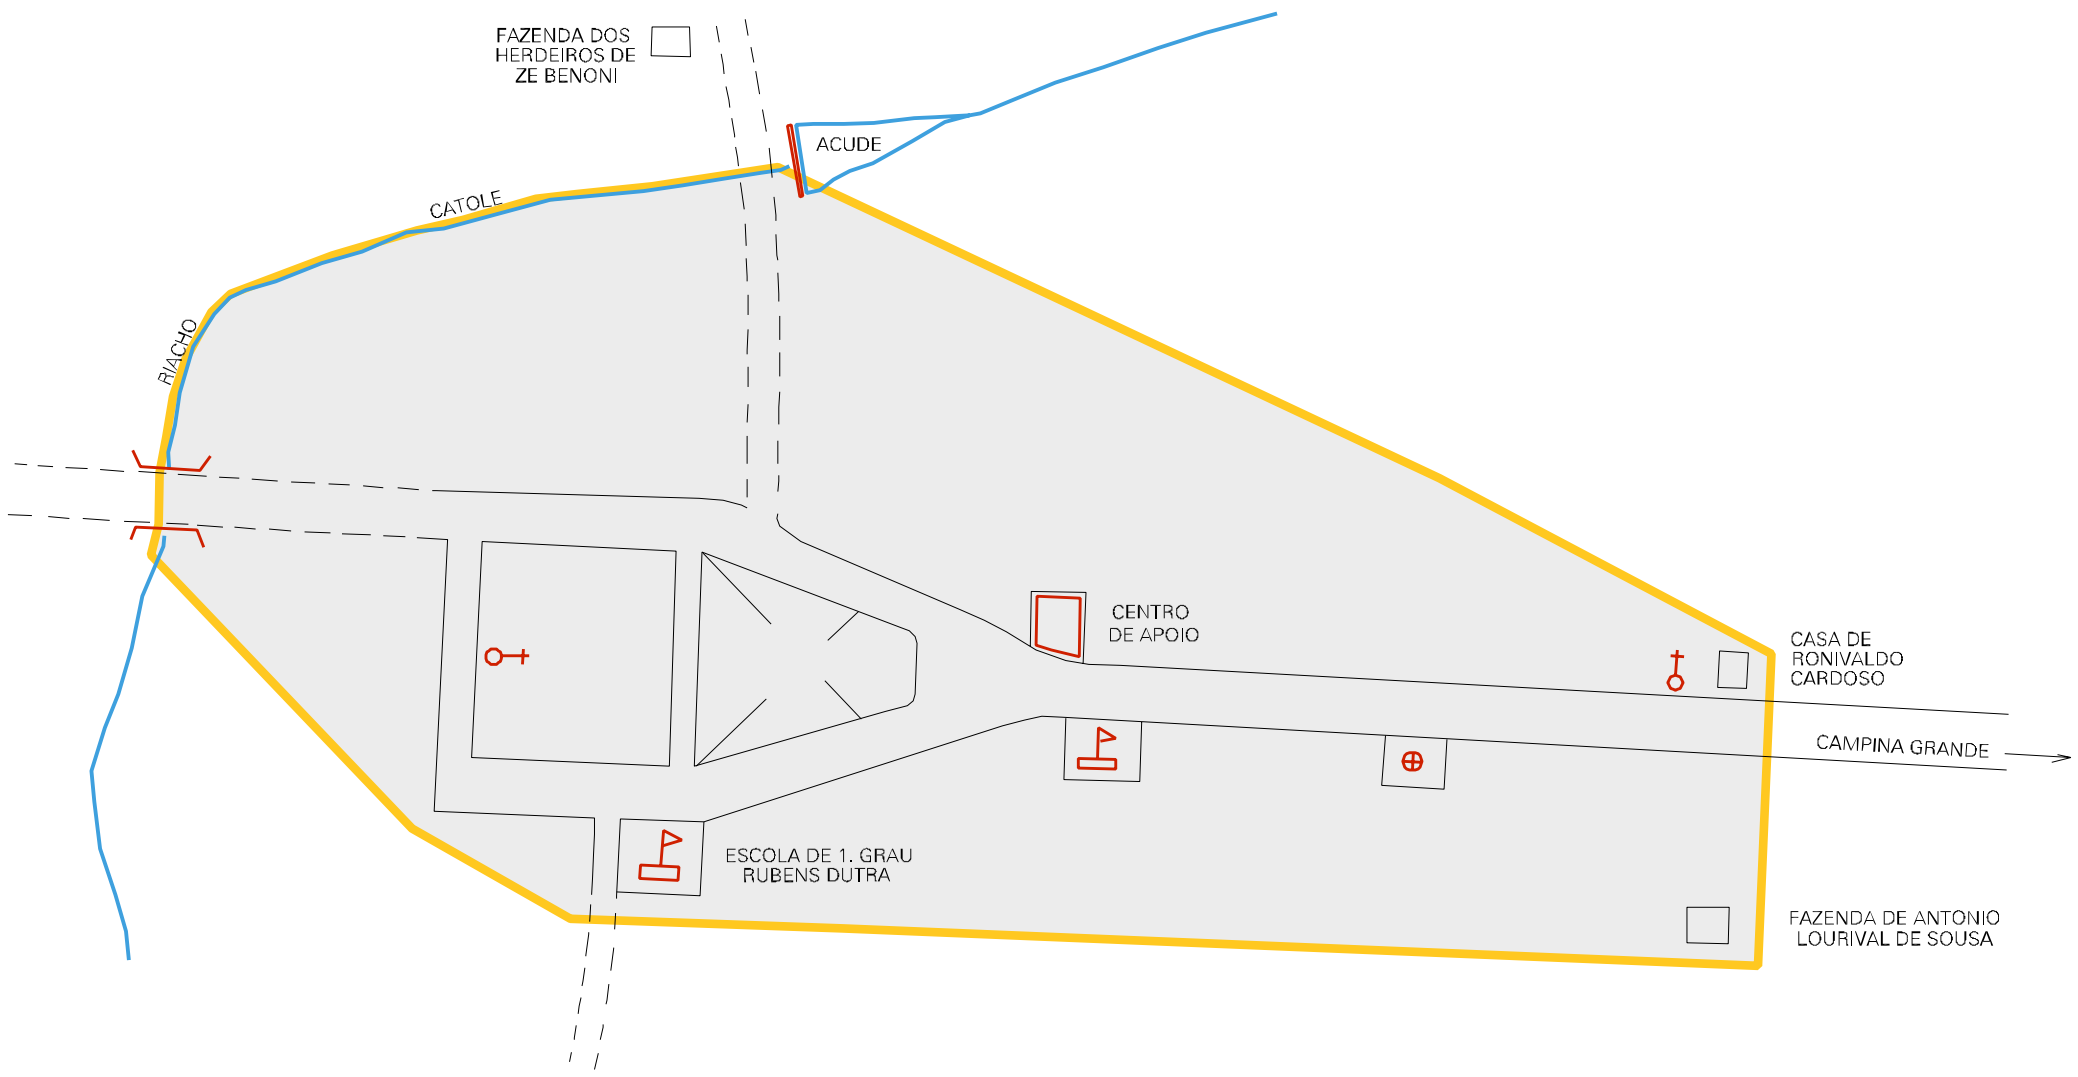 FAZENDA DOS
HERDEIROS DE
ZE BENONI
ACUDE
CATOLE
RIACHO
CENTRO
DE APOIO
CASA DE
RONIVALDO
CARDOSO
CAMPINA GRANDE
ESCOLA DE 1. GRAU
RUBENS DUTRA
FAZENDA DE ANTONIO
LOURIVAL DE SOUSA